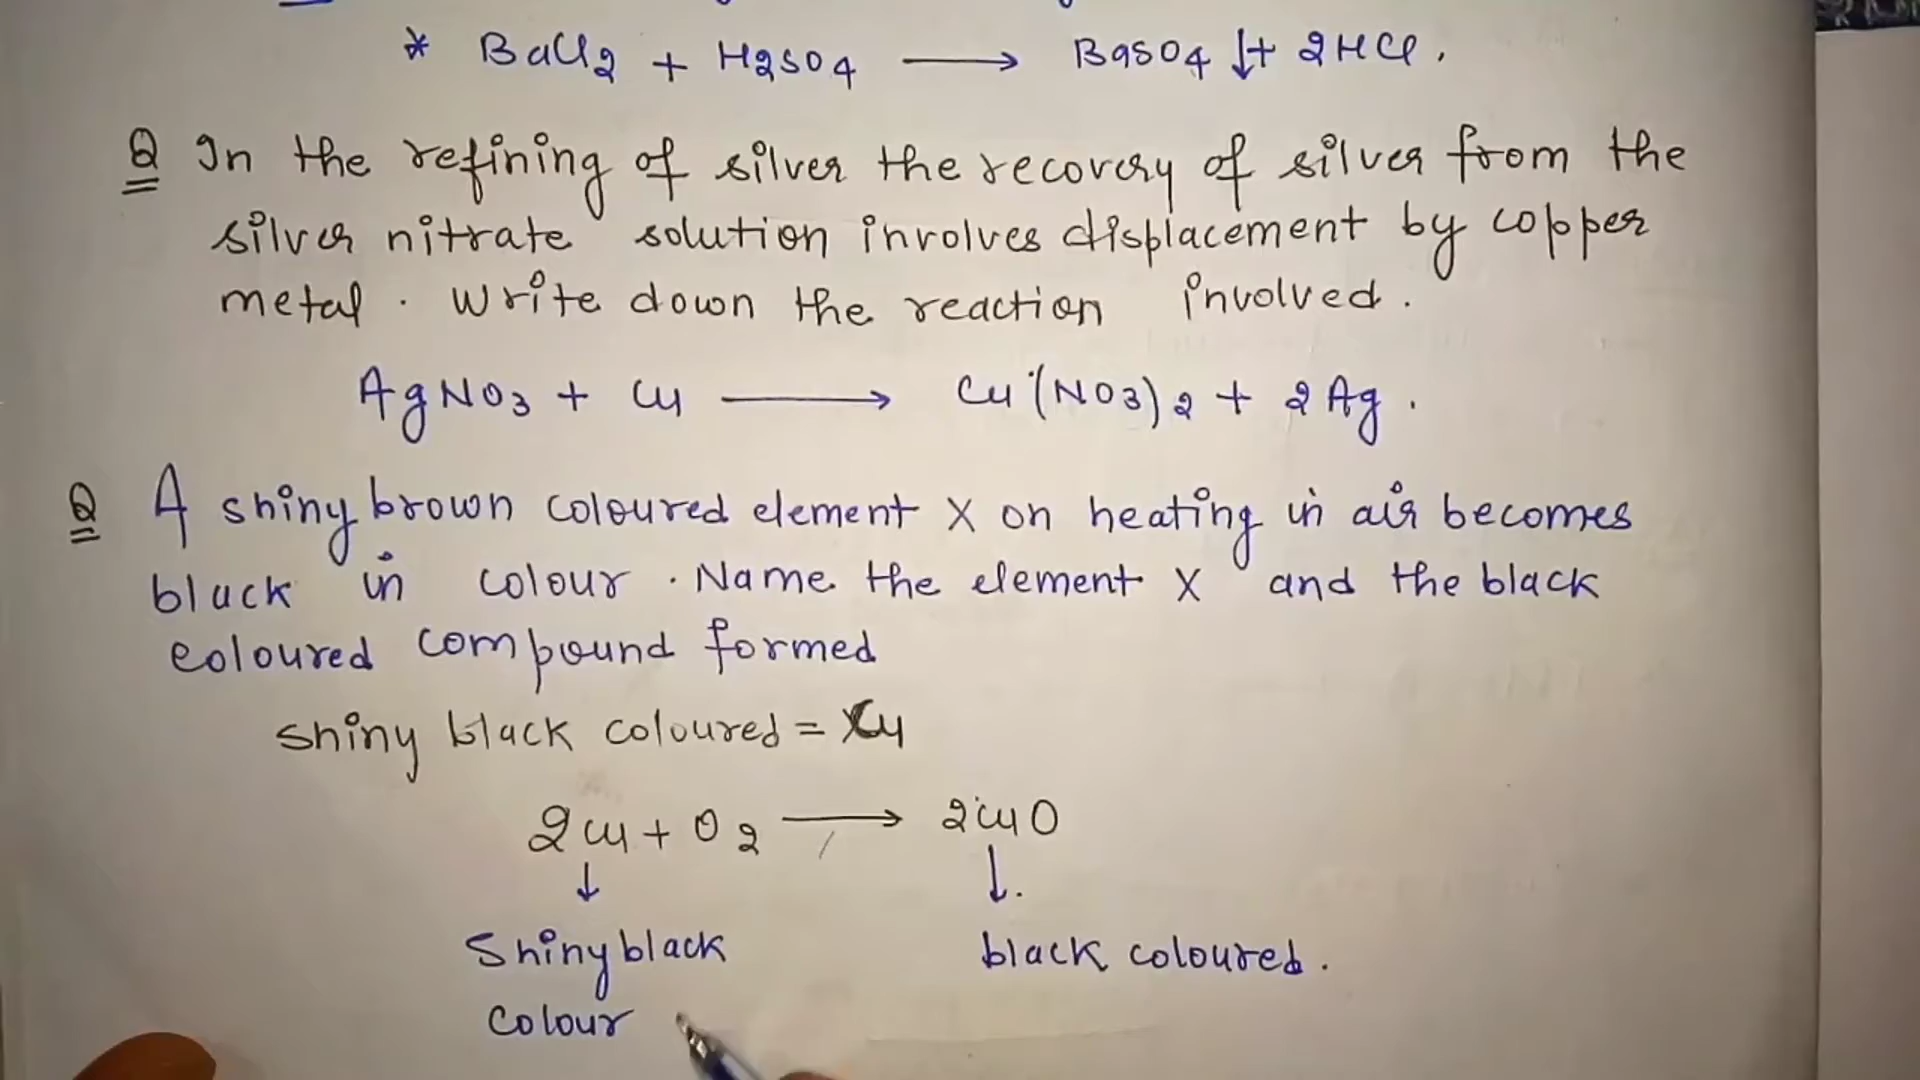 * BaCl2 + H2SO4 ⟶ BaSO4 ↓+ 2HCl.
Q In the refining of silver the recovery of silver from the
silver nitrate solution involves displacement by copper
metal. Write down the reaction involved.
AgNO3 + Cu ⟶ Cu(NO3)2 + 2Ag.
Q A shiny brown coloured element X on heating in air becomes
black in colour. Name the element X and the black
coloured compound formed
Shiny black coloured = Cu
2Cu + O2 ⟶ 2CuO
↓ ↓.
Shiny black black coloured.
Colour